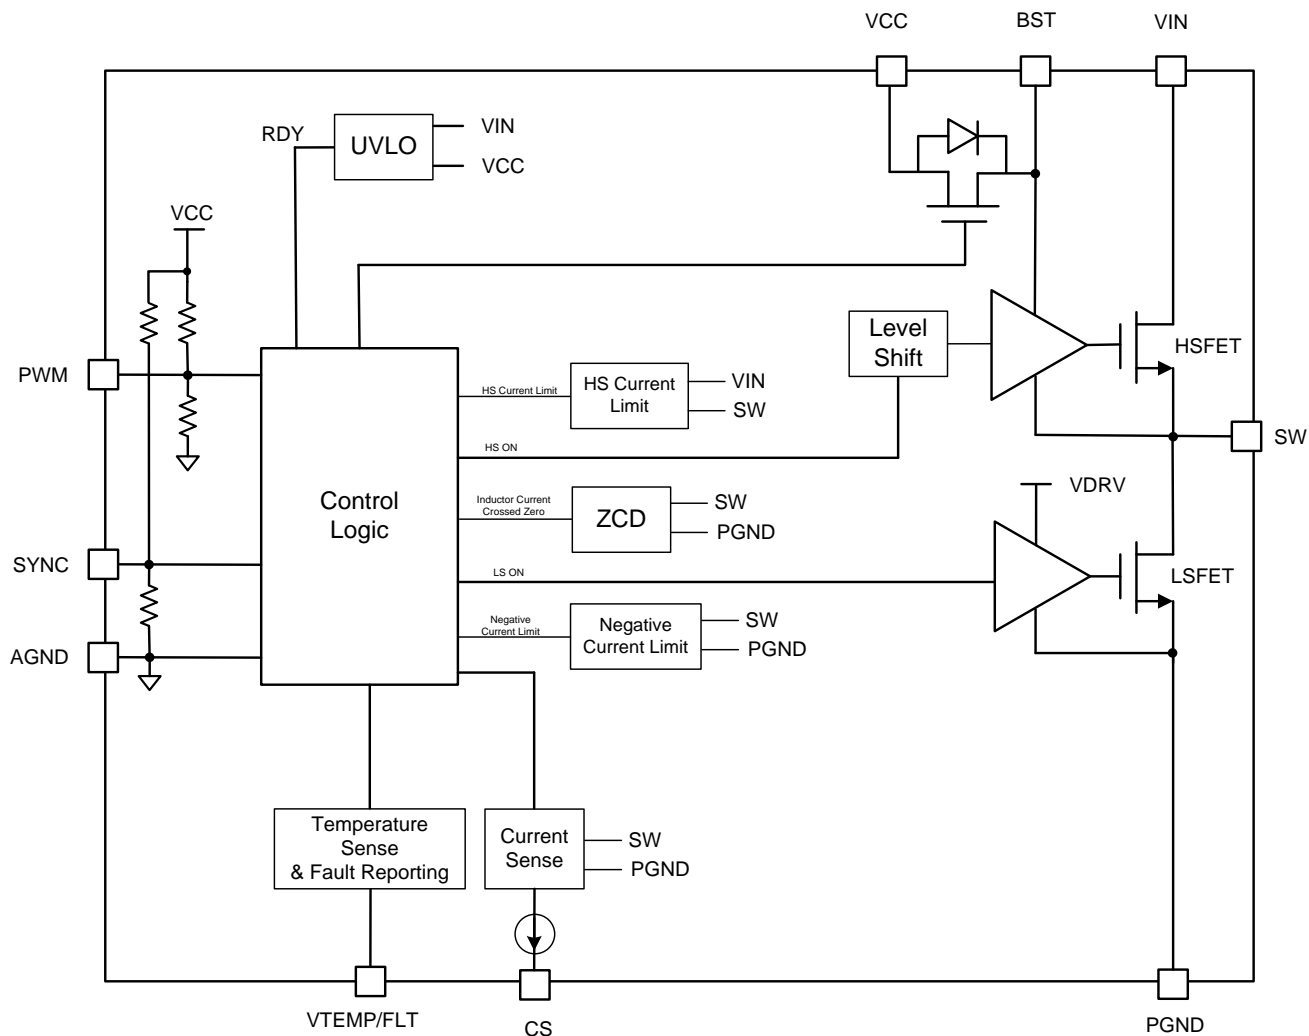 VCC
BST
VIN
RDY
UVLO
VIN
VCC
VCC
Level
Shift
HSFET
PWM
HS Current Limit
HS Current
Limit
VIN
SW
SW
HS ON
Control
Logic
Inductor Current
Crossed Zero
ZCD
SW
PGND
VDRV
SYNC
LS ON
LSFET
Negative
Current Limit
Negative
Current Limit
SW
PGND
AGND
Temperature
Sense
& Fault Reporting
Current
Sense
SW
PGND
VTEMP/FLT
CS
PGND